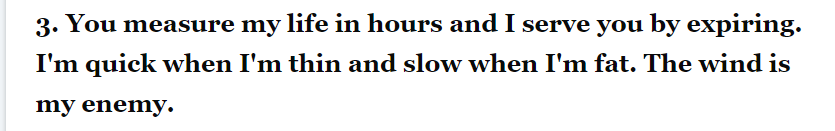 3. You measure my life in hours and I serve you by expiring.
I'm quick when I'm thin and slow when I'm fat. The wind is
my enemy.